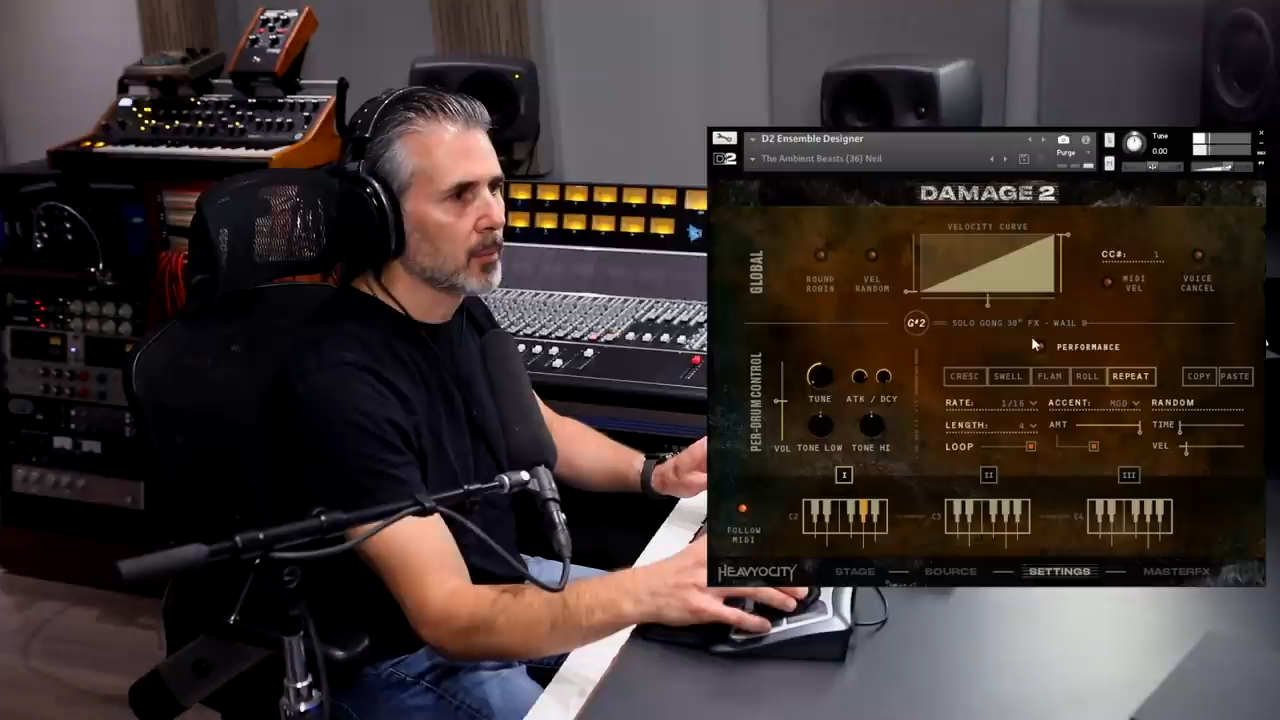 D2 Ensemble Designer
Tune
0.00
Purge
S
M
D2
The Ambient Beasts (36) Neil
DAMAGE 2
VELOCITY CURVE
GLOBAL
ROUND ROBIN
VEL RANDOM
CC#: 1
MIDI VEL
VOICE CANCEL
G#2
SOLO GONG 30" FX - WAIL D
PERFORMANCE
PER-DRUM CONTROL
CRESC SWELL FLAM ROLL REPEAT COPY PASTE
TUNE ATK / DCY
RATE: 1/16 ACCENT: MOD RANDOM
LENGTH: 4 AMT TIME
VOL TONE LOW TONE HI
LOOP VEL
I II III
C2 C3 C4
FOLLOW MIDI
HEAVYOCITY STAGE SOURCE SETTINGS MASTERFX